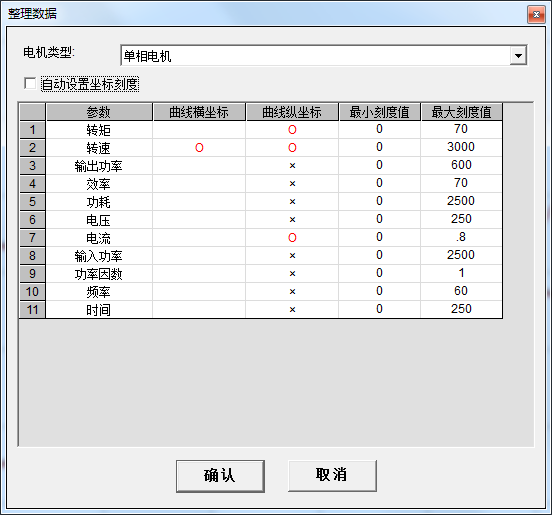 整理数据
电机类型:
单相电机
自动设置坐标刻度
参数 曲线横坐标 曲线纵坐标 最小刻度值 最大刻度值
1 转矩 O 0 70
2 转速 O O 0 3000
3 输出功率 × 0 600
4 效率 × 0 70
5 功耗 × 0 2500
6 电压 × 0 250
7 电流 O 0 .8
8 输入功率 × 0 2500
9 功率因数 × 0 1
10 频率 × 0 60
11 时间 × 0 250
确认 取消